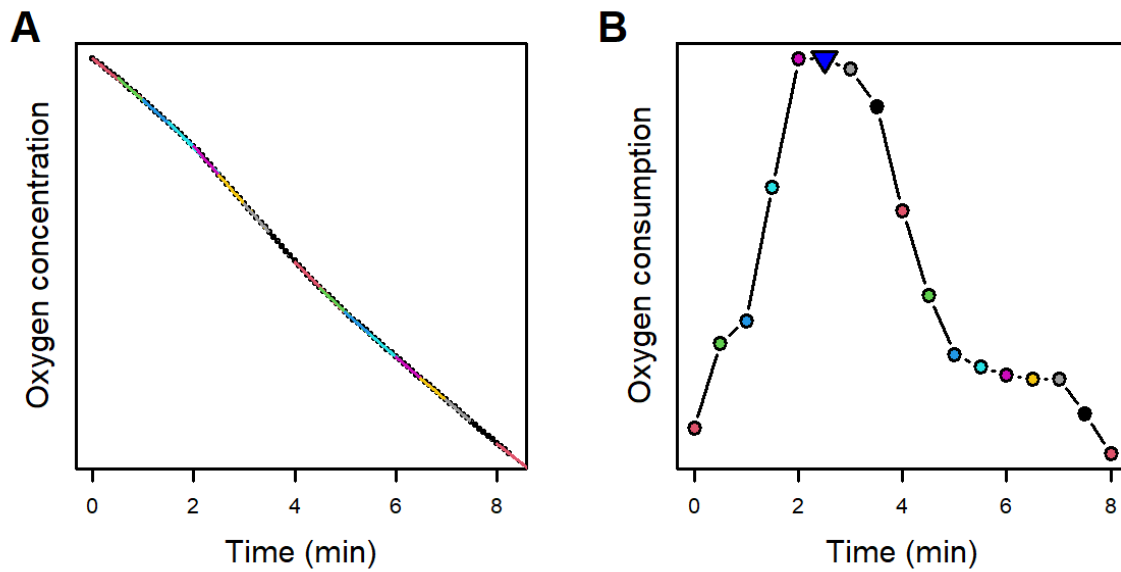 A
Oxygen concentration
0 2 4 6 8
Time (min)
B
Oxygen consumption
0 2 4 6 8
Time (min)